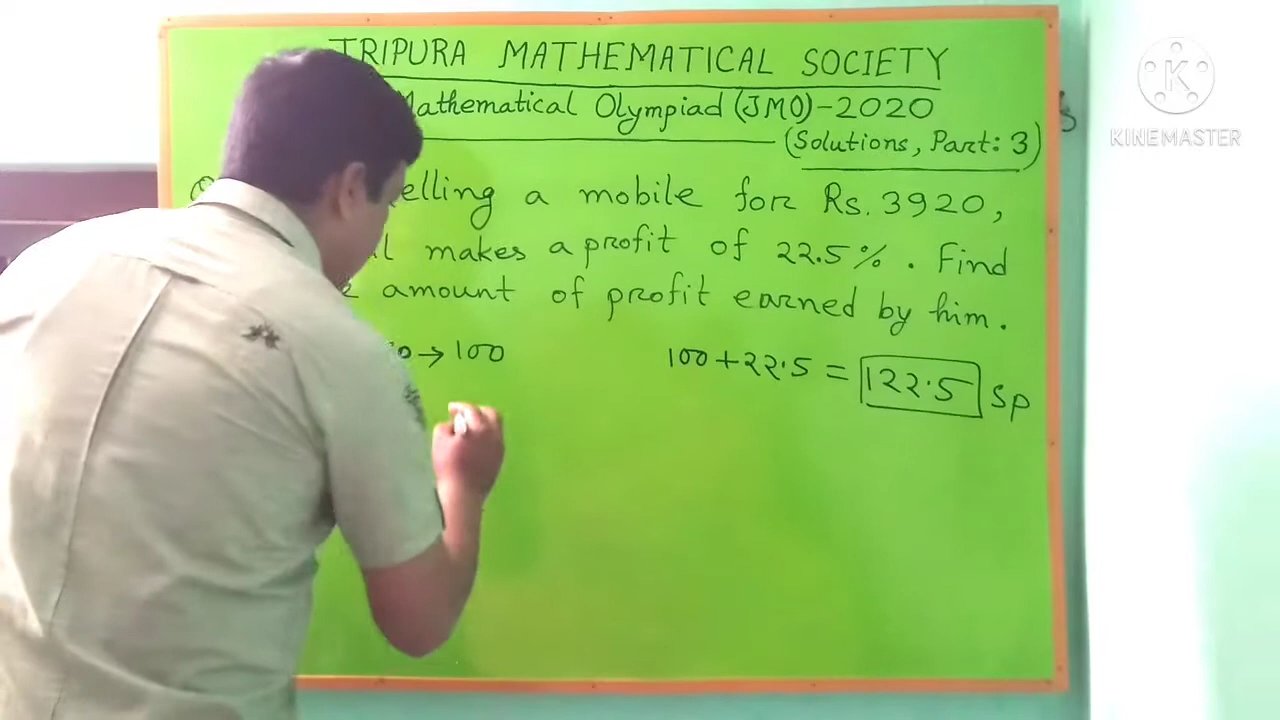 TRIPURA MATHEMATICAL SOCIETY
Mathematical Olympiad (JMO)-2020
(Solutions, Part: 3)
elling a mobile for Rs. 3920,
l makes a profit of 22.5%. Find
amount of profit earned by him.
→ 100 100+22.5 = 122.5 SP
K
KINEMASTER